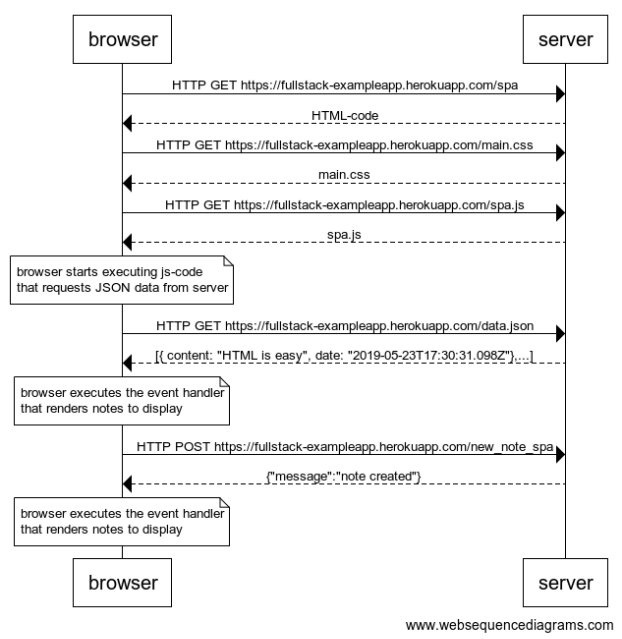 browser
server
HTTP GET https://fullstack-exampleapp.herokuapp.com/spa
HTML-code
HTTP GET https://fullstack-exampleapp.herokuapp.com/main.css
main.css
HTTP GET https://fullstack-exampleapp.herokuapp.com/spa.js
spa.js
browser starts executing js-code
that requests JSON data from server
HTTP GET https://fullstack-exampleapp.herokuapp.com/data.json
[{ content: "HTML is easy", date: "2019-05-23T17:30:31.098Z"},...]
browser executes the event handler
that renders notes to display
HTTP POST https://fullstack-exampleapp.herokuapp.com/new_note_spa
{"message":"note created"}
browser executes the event handler
that renders notes to display
browser
server
www.websequencediagrams.com